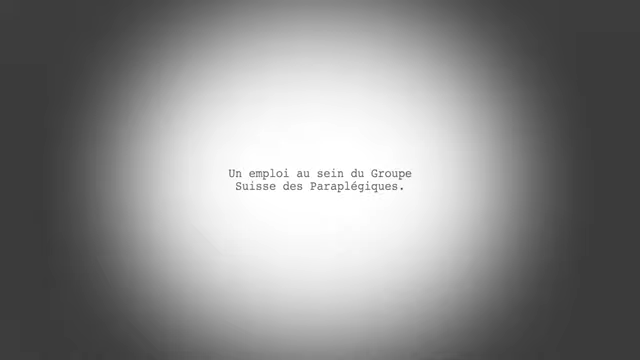 Un emploi au sein du Groupe
Suisse des Paraplégiques.